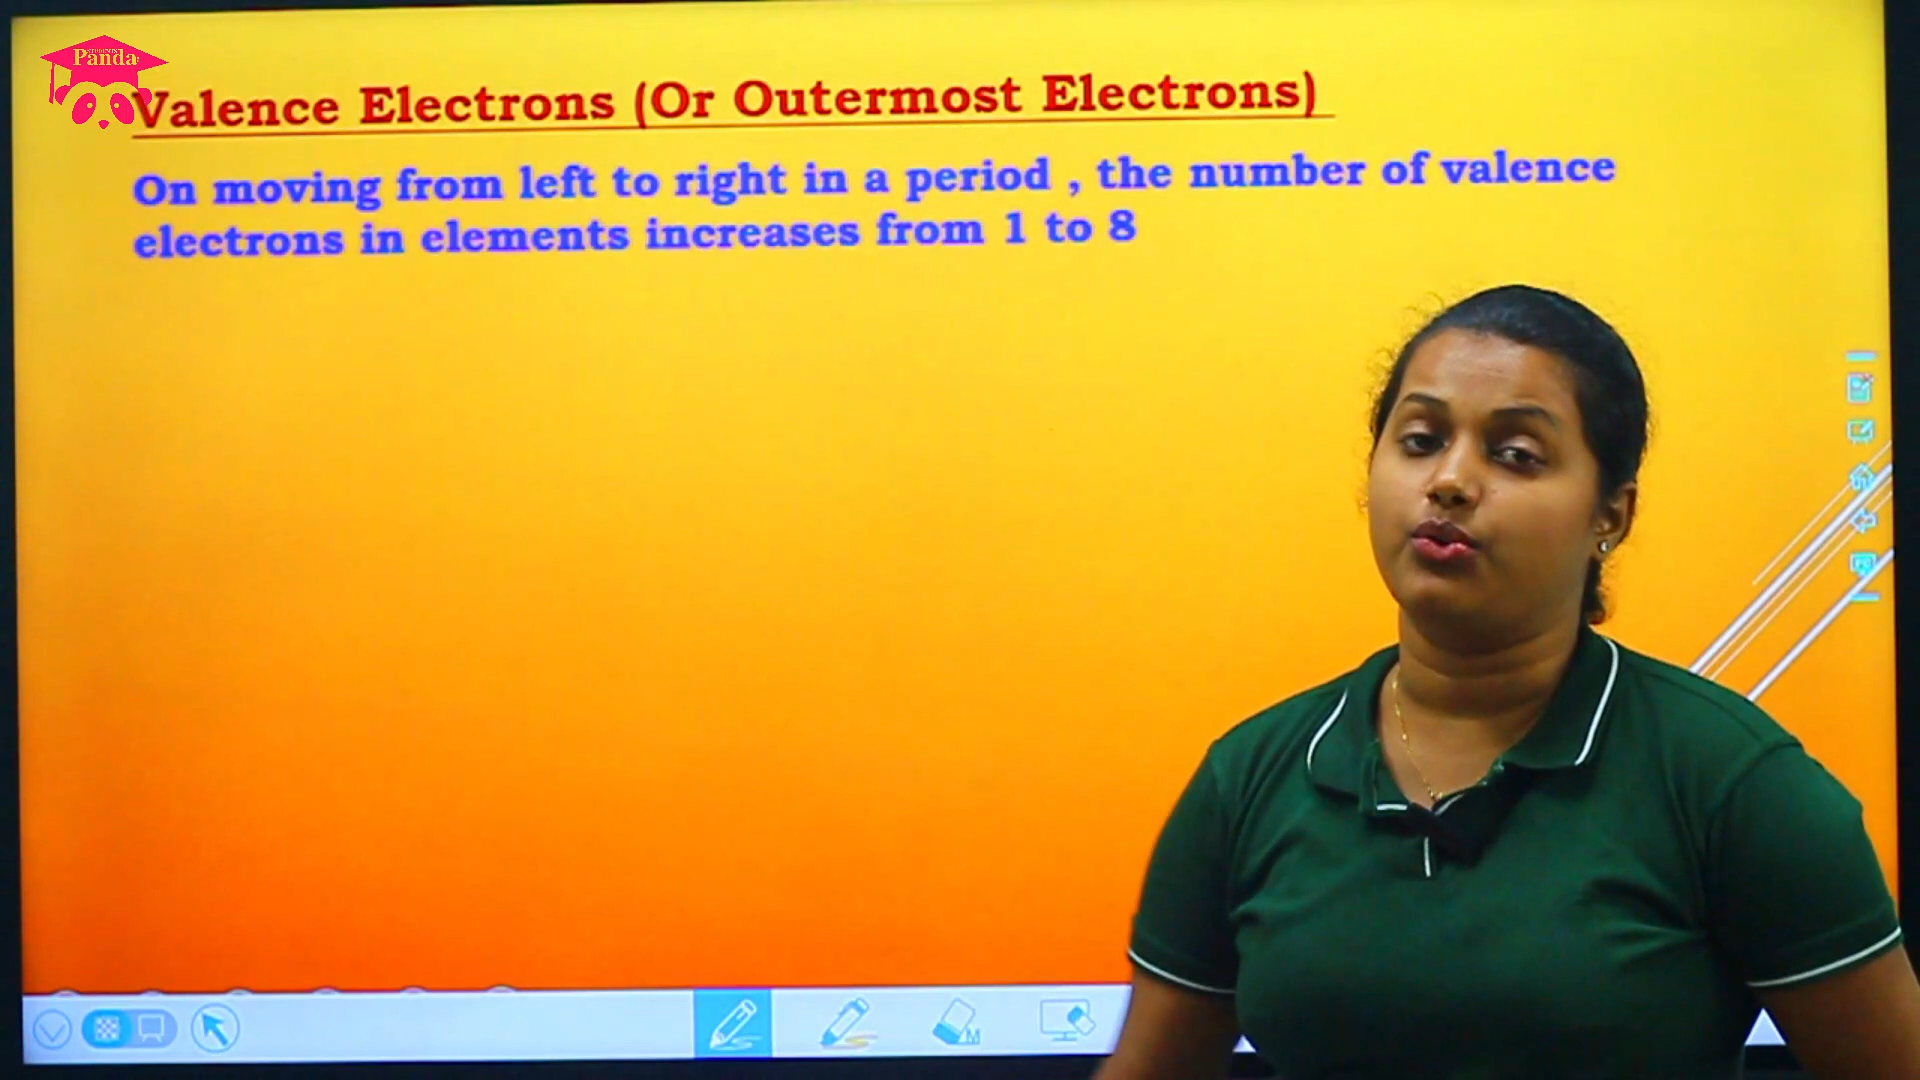 STUDENTS
Panda
Valence Electrons (Or Outermost Electrons)
On moving from left to right in a period , the number of valence
electrons in elements increases from 1 to 8
M